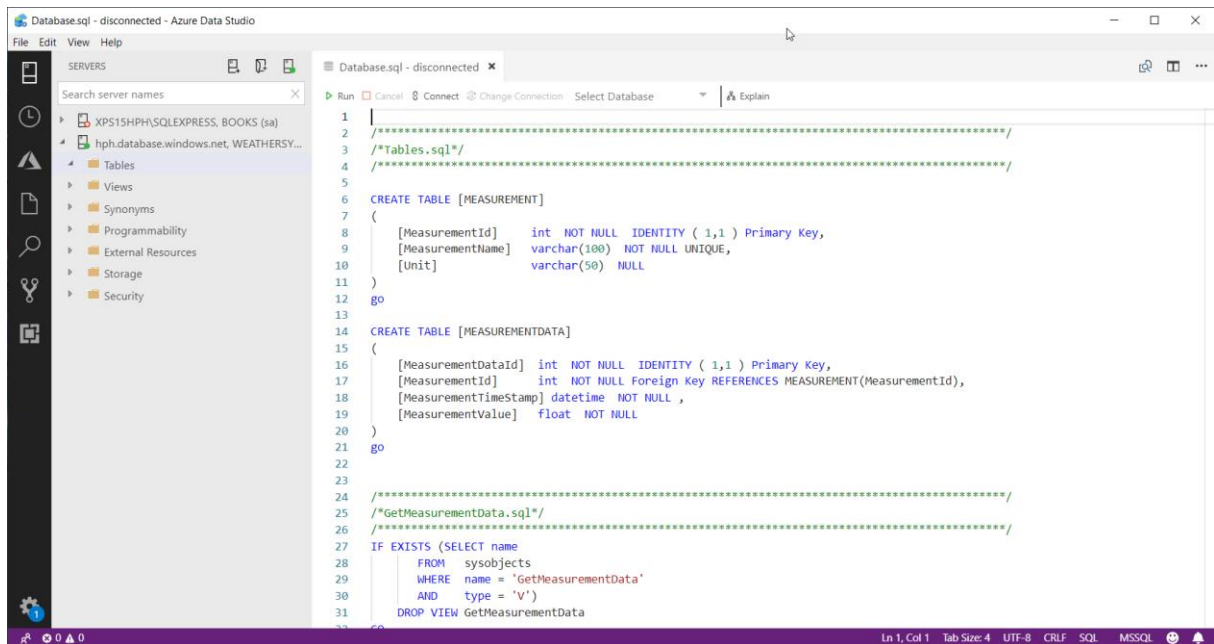 Database.sql - disconnected - Azure Data Studio
File Edit View Help
SERVERS
Search server names
XPS15HPH\SQLEXPRESS, BOOKS (sa)
hph.database.windows.net, WEATHERSY...
Tables
Views
Synonyms
Programmability
External Resources
Storage
Security
1
Database.sql - disconnected
Run Cancel Connect Change Connection Select Database Explain
1
2 /*********************************************************************************************/
3 /*Tables.sql*/
4 /*********************************************************************************************/
5
6 CREATE TABLE [MEASUREMENT]
7 (
8 [MeasurementId] int NOT NULL IDENTITY ( 1,1 ) Primary Key,
9 [MeasurementName] varchar(100) NOT NULL UNIQUE,
10 [Unit] varchar(50) NULL
11 )
12 go
13
14 CREATE TABLE [MEASUREMENTDATA]
15 (
16 [MeasurementDataId] int NOT NULL IDENTITY ( 1,1 ) Primary Key,
17 [MeasurementId] int NOT NULL Foreign Key REFERENCES MEASUREMENT(MeasurementId),
18 [MeasurementTimeStamp] datetime NOT NULL ,
19 [MeasurementValue] float NOT NULL
20 )
21 go
22
23
24 /*********************************************************************************************/
25 /*GetMeasurementData.sql*/
26 /*********************************************************************************************/
27 IF EXISTS (SELECT name
28 FROM sysobjects
29 WHERE name = 'GetMeasurementData'
30 AND type = 'V')
31 DROP VIEW GetMeasurementData
0 0 Ln 1, Col 1 Tab Size: 4 UTF-8 CRLF SQL MSSQL